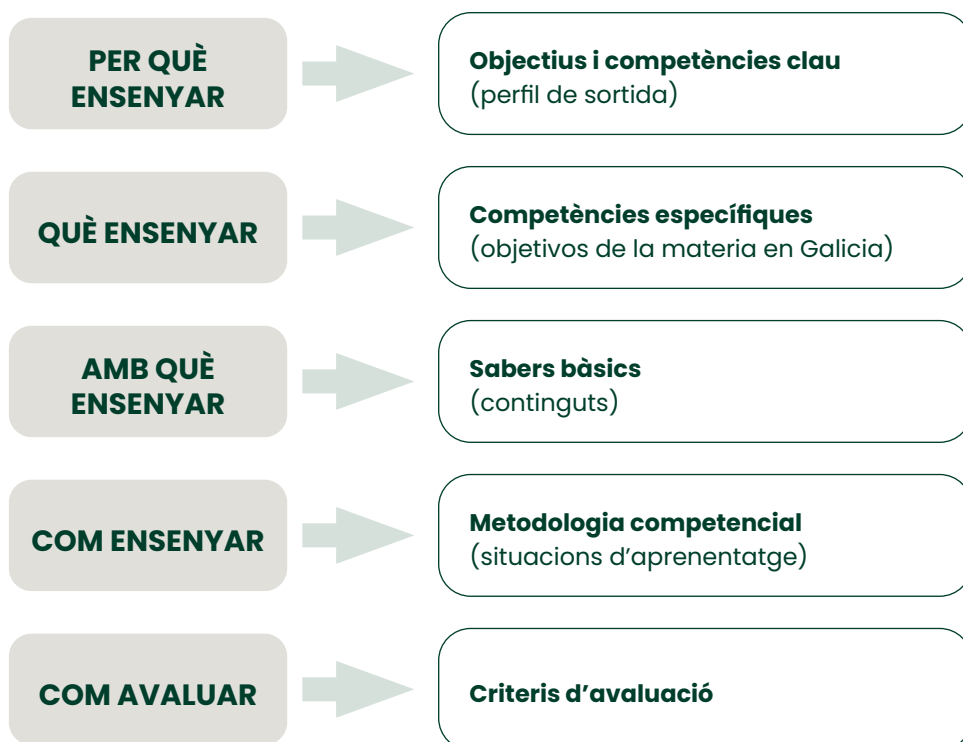 PER QUÈ
ENSENYAR
Objectius i competències clau
(perfil de sortida)
QUÈ ENSENYAR
Competències específiques
(objetivos de la materia en Galicia)
AMB QUÈ
ENSENYAR
Sabers bàsics
(continguts)
COM ENSENYAR
Metodologia competencial
(situacions d’aprenentatge)
COM AVALUAR
Criteris d’avaluació